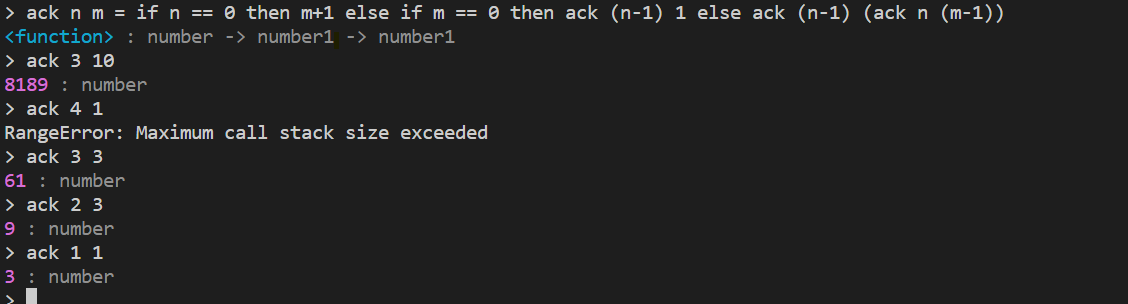 > ack n m = if n == 0 then m+1 else if m == 0 then ack (n-1) 1 else ack (n-1) (ack n (m-1))
<function> : number -> number1 -> number1
> ack 3 10
8189 : number
> ack 4 1
RangeError: Maximum call stack size exceeded
> ack 3 3
61 : number
> ack 2 3
9 : number
> ack 1 1
3 : number
>